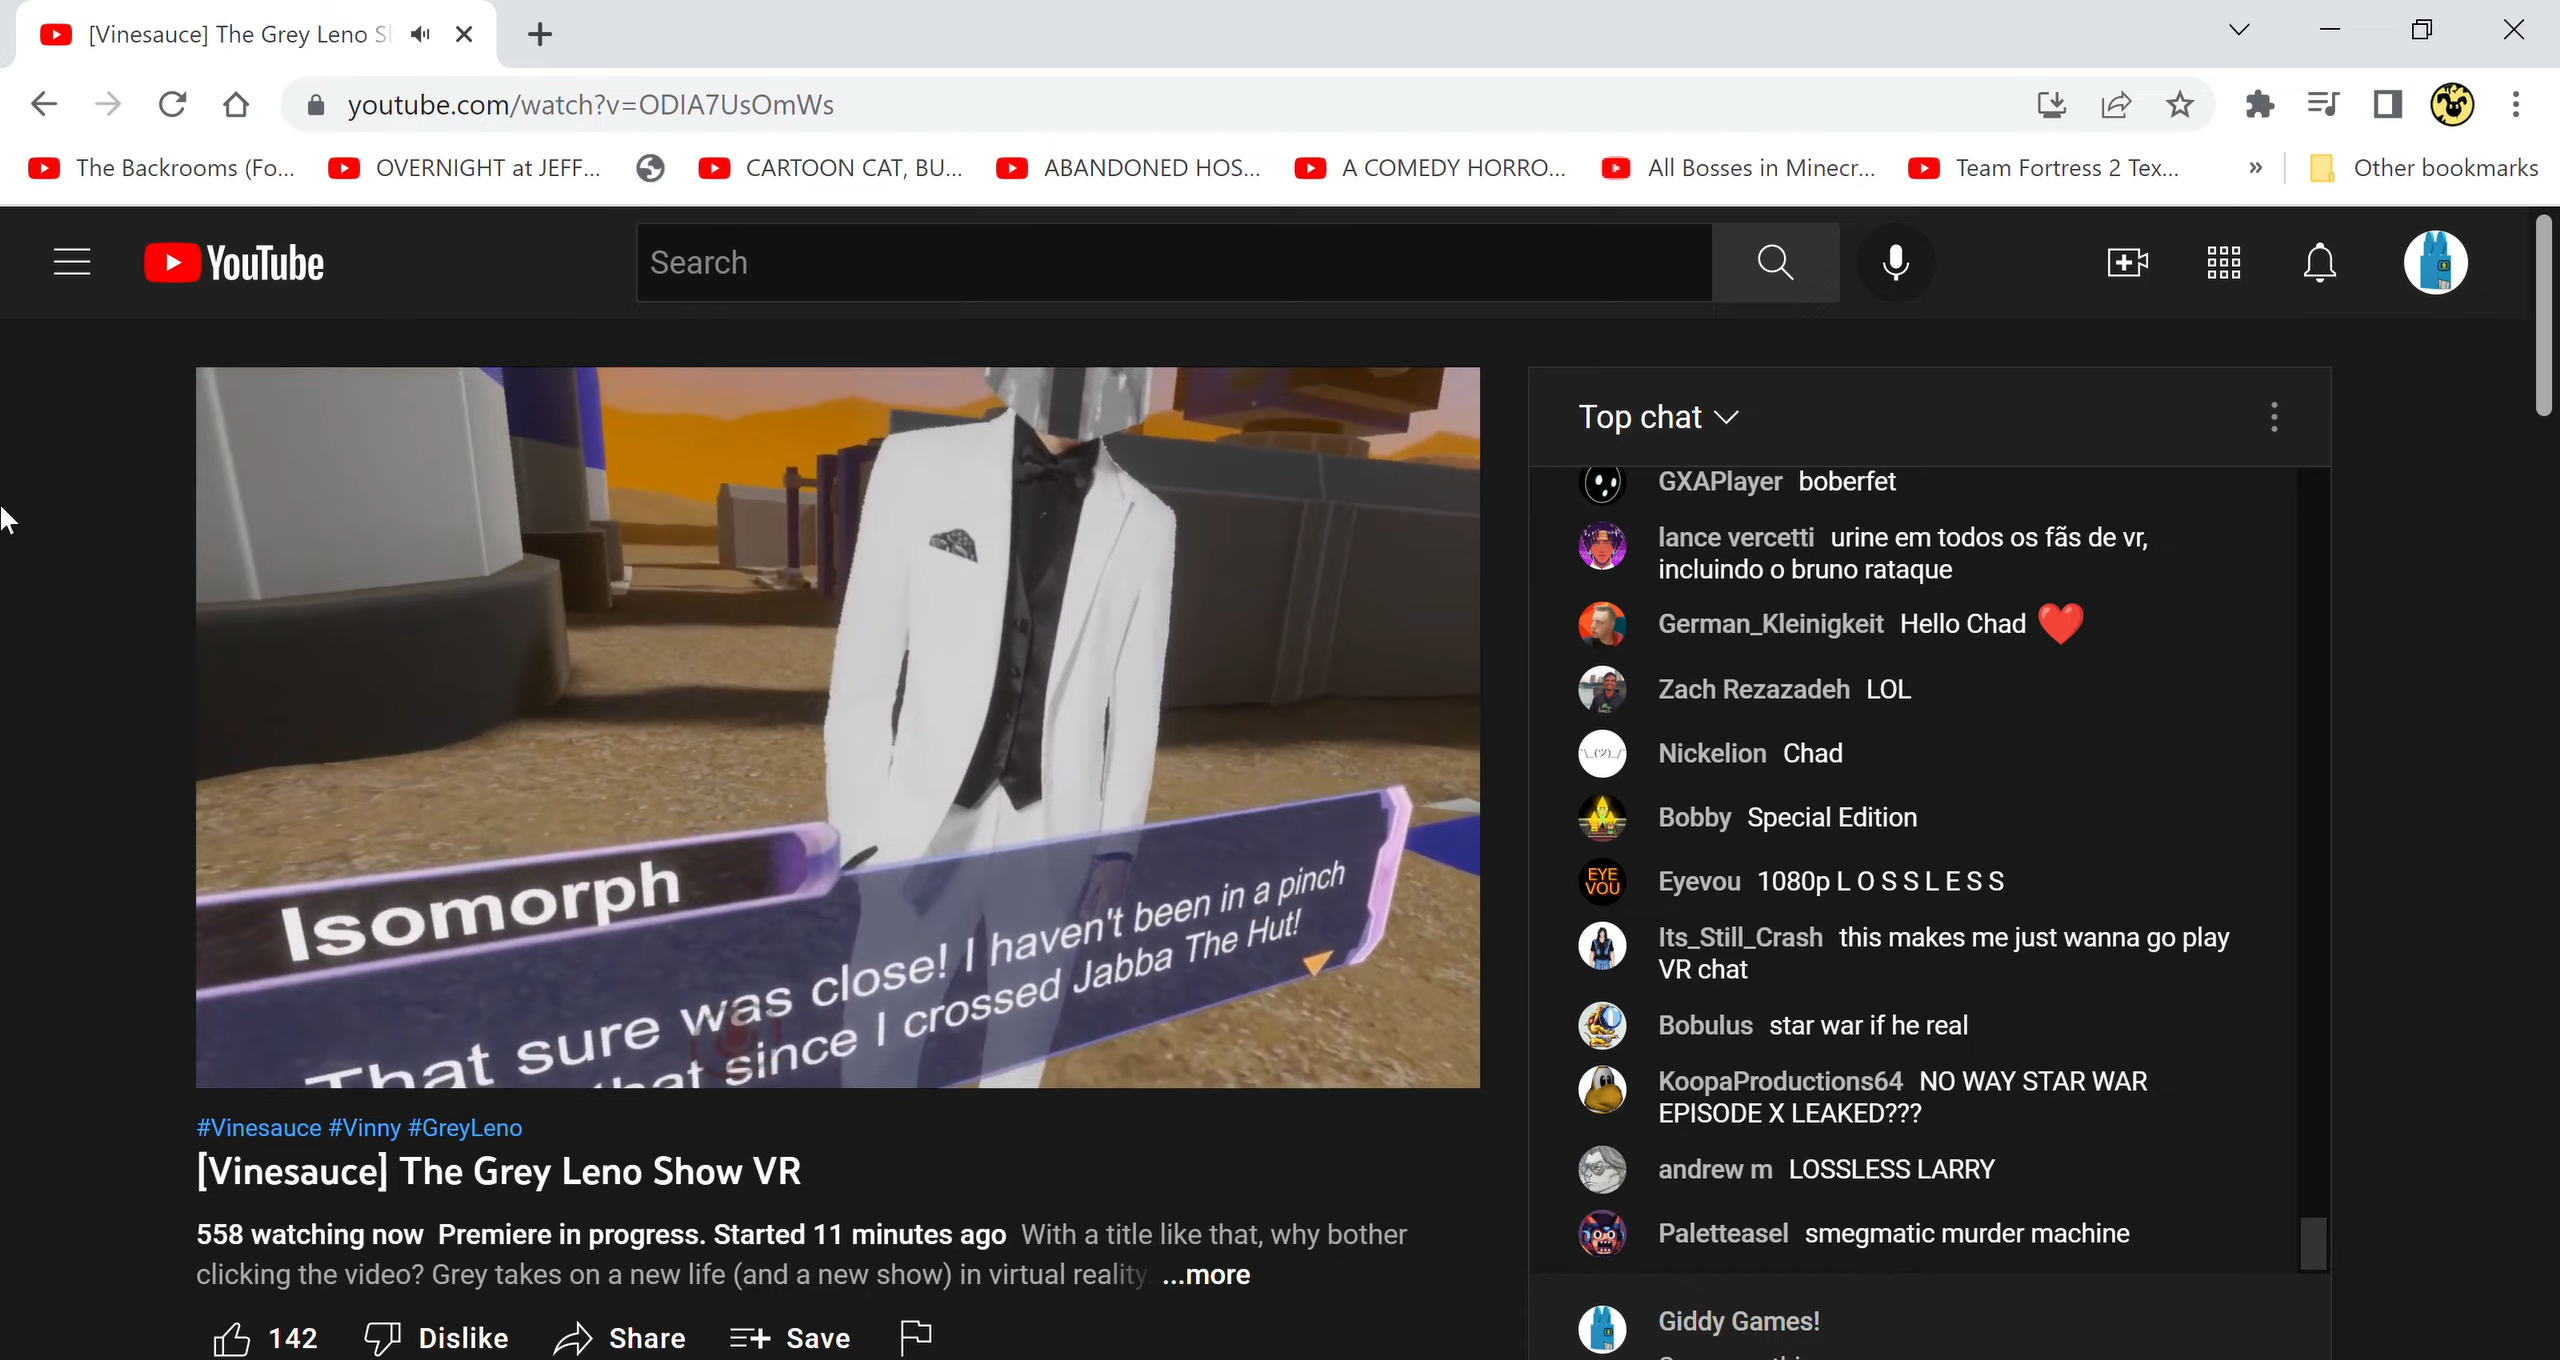 [Vinesauce] The Grey Leno S
youtube.com/watch?v=ODIA7UsOmWs
The Backrooms (Fo...
OVERNIGHT at JEFF...
CARTOON CAT, BU...
ABANDONED HOS...
A COMEDY HORRO...
All Bosses in Minecr...
Team Fortress 2 Tex...
»
Other bookmarks
YouTube
Search
Isomorph
That sure was close! I haven't been in a pinch
that since I crossed Jabba The Hut!
#Vinesauce #Vinny #GreyLeno
[Vinesauce] The Grey Leno Show VR
558 watching now Premiere in progress. Started 11 minutes ago With a title like that, why bother
clicking the video? Grey takes on a new life (and a new show) in virtual reality. ...more
142
Dislike
Share
Save
Top chat
GXAPlayer boberfet
lance vercetti urine em todos os fãs de vr,
incluindo o bruno rataque
German_Kleinigkeit Hello Chad ❤️
Zach Rezazadeh LOL
Nickelion Chad
Bobby Special Edition
EYE
VOU
Eyevou 1080p L O S S L E S S
Its_Still_Crash this makes me just wanna go play
VR chat
Bobulus star war if he real
KoopaProductions64 NO WAY STAR WAR
EPISODE X LEAKED???
andrew m LOSSLESS LARRY
Paletteasel smegmatic murder machine
Giddy Games!